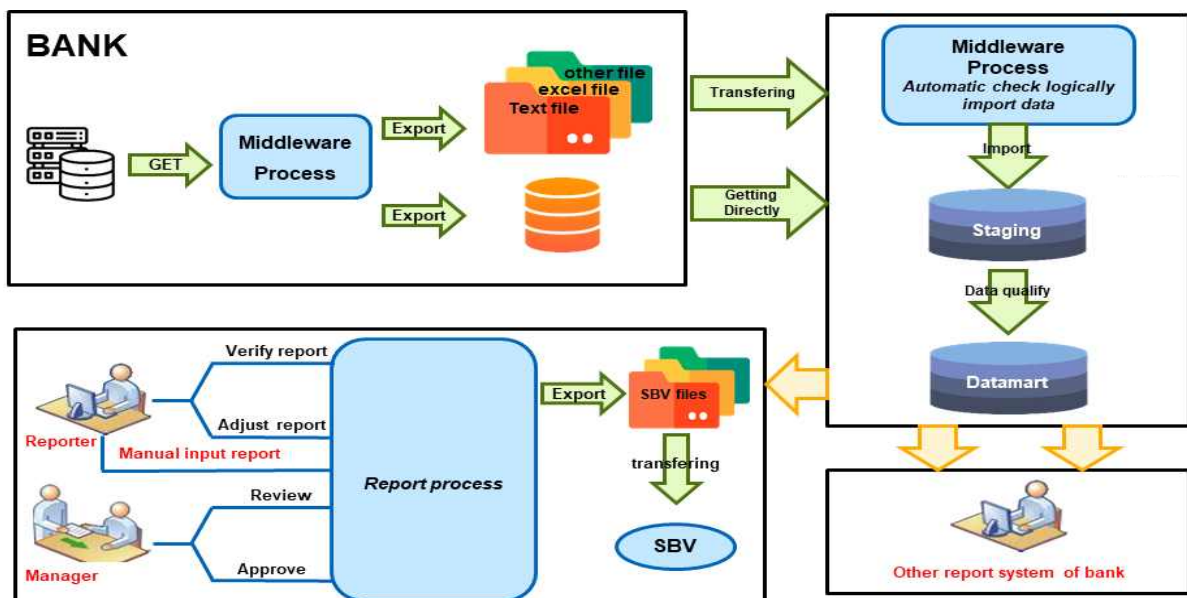 BANK
GET
Middleware
Process
Export
Export
other file
excel file
Text file
Transfering
Getting
Directly
Middleware
Process
Automatic check logically
import data
Import
Staging
Data qualify
Datamart
Verify report
Adjust report
Reporter
Manual input report
Review
Approve
Manager
Report process
Export
SBV files
transfering
SBV
Other report system of bank